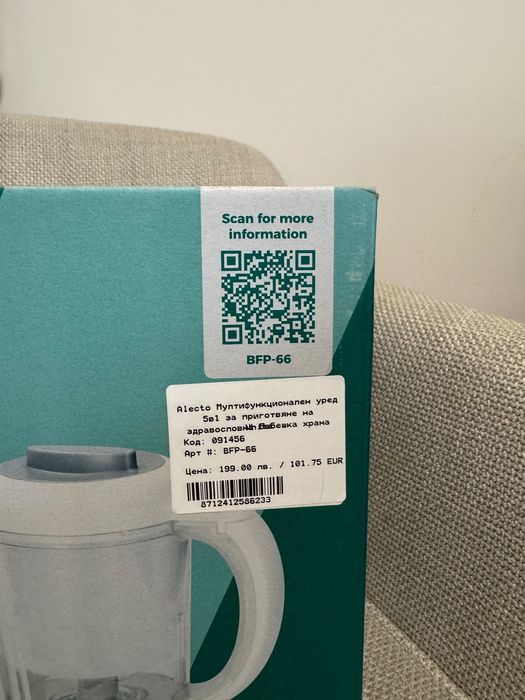 Scan for more
information
BFP-66
Alecto Мултифункционален уред
5в1 за приготвяне на
здравословна бебешка храна
Код: 091456
Арт #: BFP-66
Цена: 199.00 лв. / 101.75 EUR
8712412586233